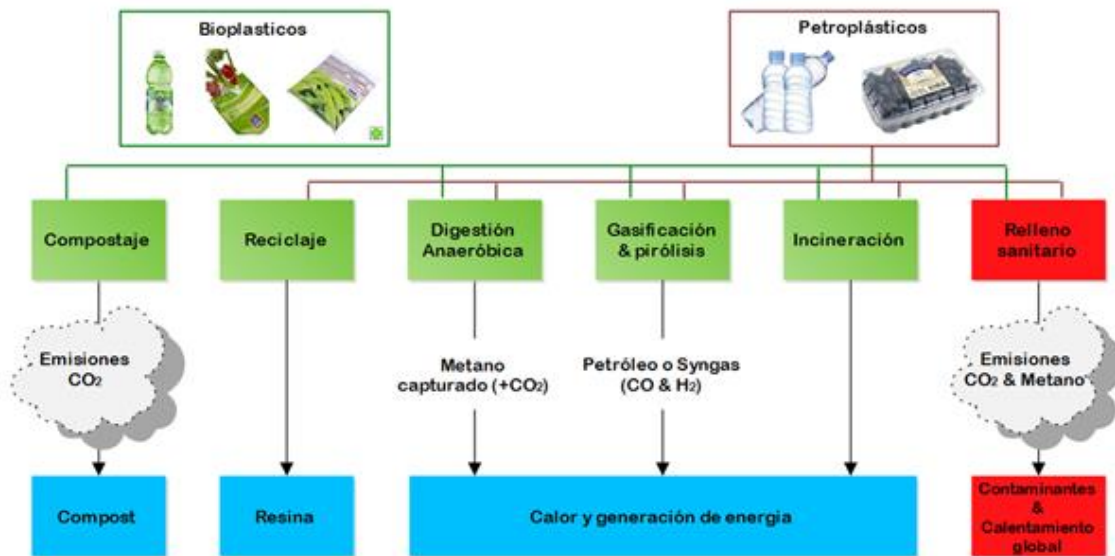 Bioplasticos
Petroplásticos
Compostaje
Reciclaje
Digestión
Anaeróbica
Gasificación
& pirólisis
Incineración
Relleno
sanitario
Emisiones
CO₂
Metano
capturado (+CO₂)
Petróleo o Syngas
(CO & H₂)
Emisiones
CO₂ & Metano
Compost
Resina
Calor y generación de energia
Contaminantes
&
Calentamiento
global